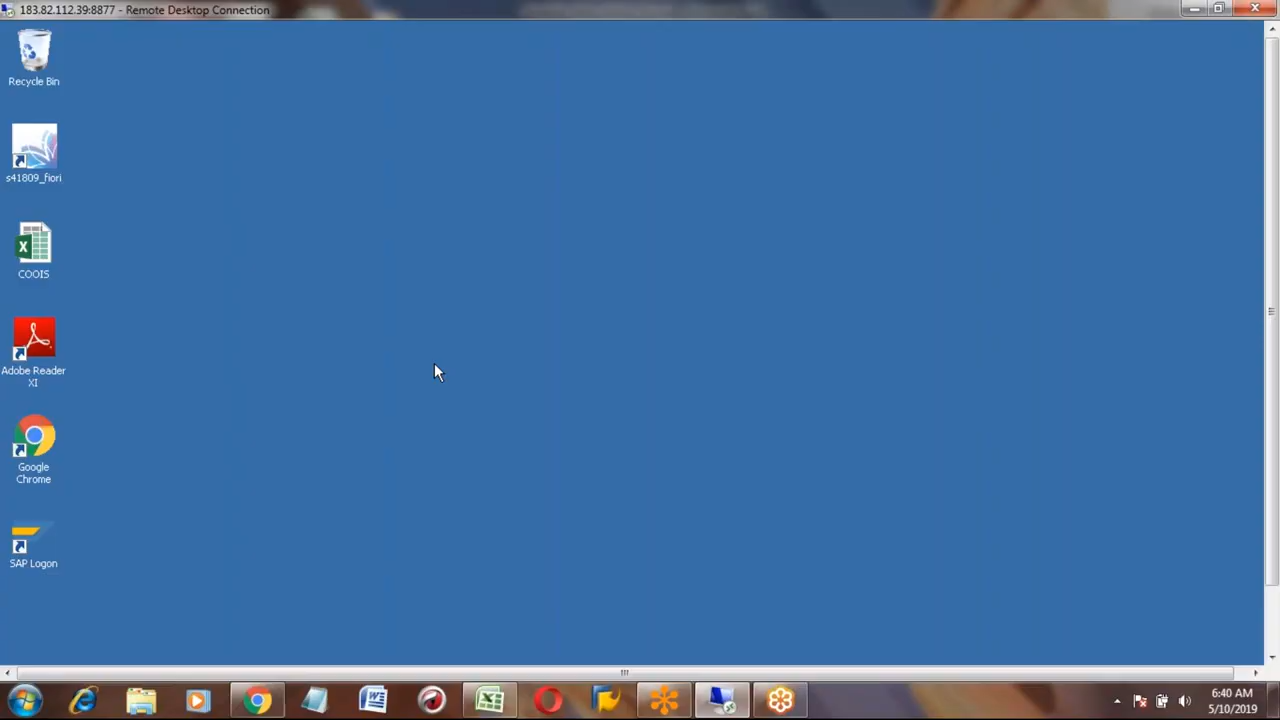 183.82.112.39:8877 - Remote Desktop Connection
Recycle Bin
s41809_fiori
COOIS
Adobe Reader
XI
Google
Chrome
SAP Logon
6:40 AM
5/10/2019